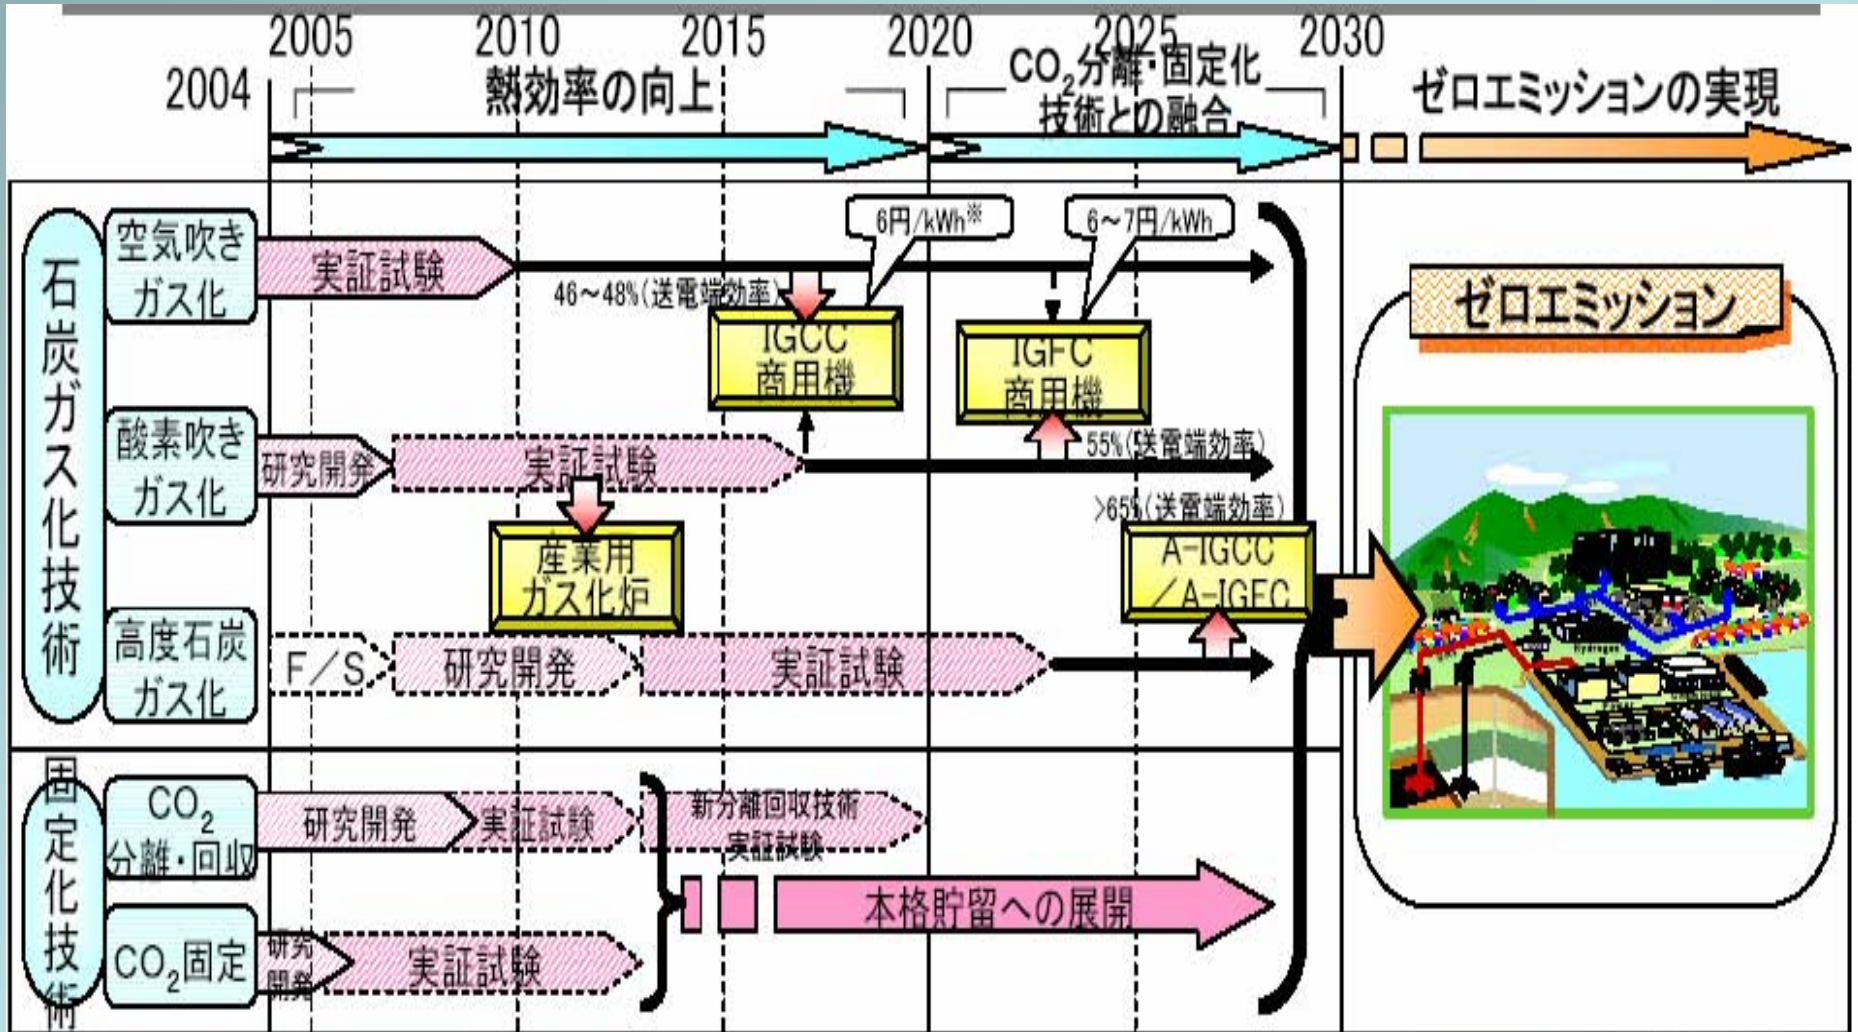 2005
2010
2015
2020
2025
2030
2004
熱効率の向上
CO₂分離・固定化
技術との融合
ゼロエミッションの実現
石炭ガス化技術
空気吹き
ガス化
実証試験
46~48%(送電端効率)
6円/kWh※
6~7円/kWh
IGCC
商用機
IGFC
商用機
酸素吹き
ガス化
研究開発
実証試験
55%(送電端効率)
産業用
ガス化炉
>65%(送電端効率)
A-IGCC
/A-IGFC
高度石炭
ガス化
F/S
研究開発
実証試験
ゼロエミッション
固定化技術
CO₂
分離・回収
研究開発
実証試験
新分離回収技術
実証試験
本格貯留への展開
CO₂固定
研究
開発
実証試験